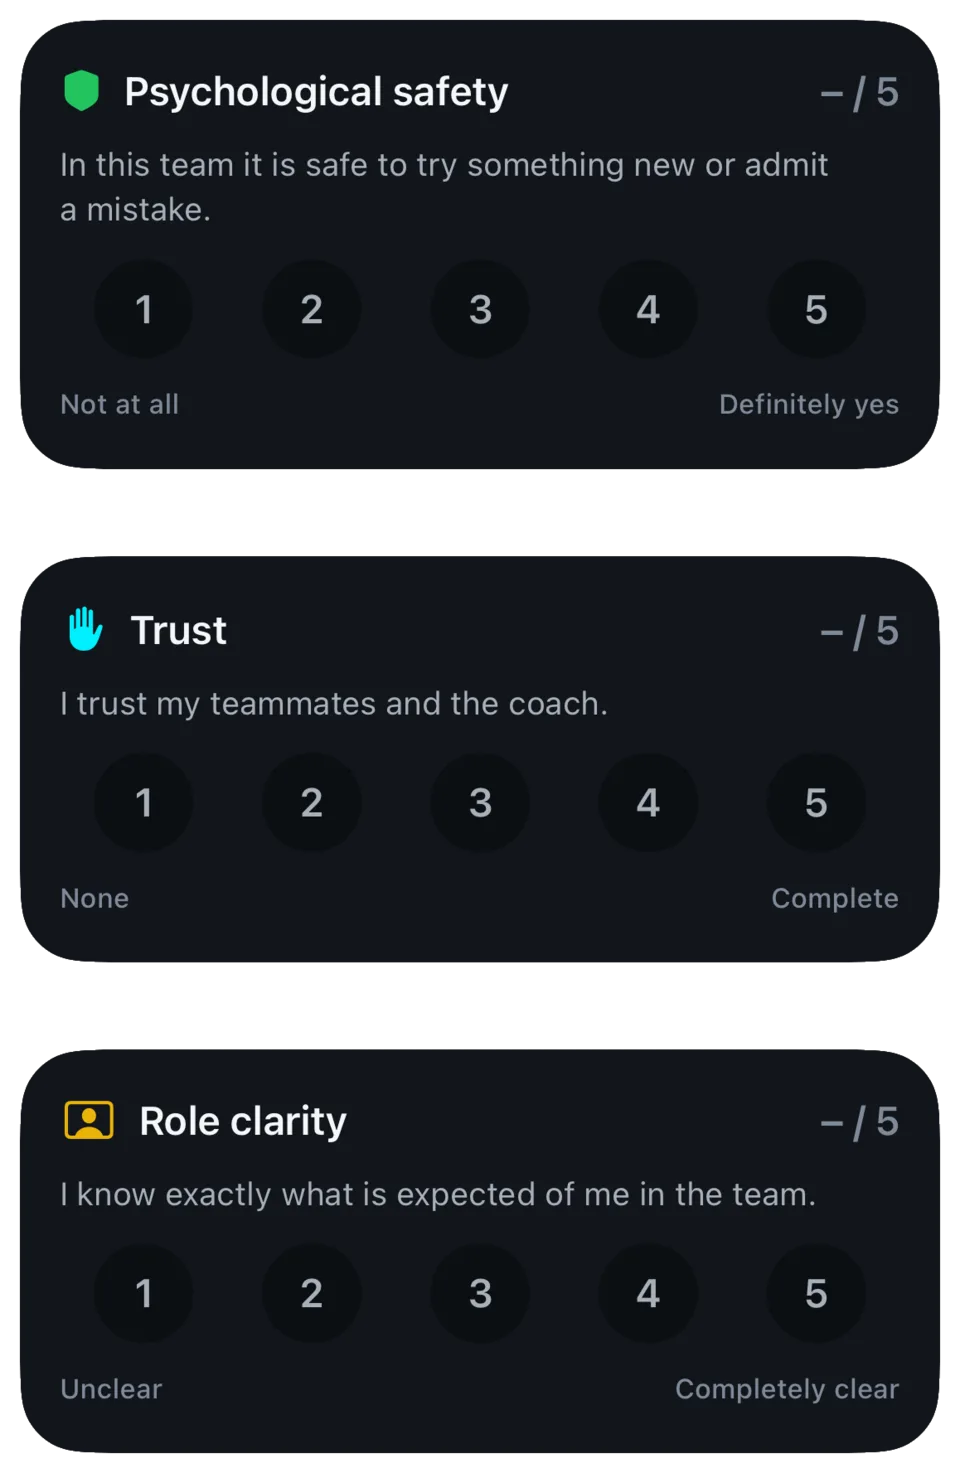 Psychological safety – / 5
In this team it is safe to try something new or admit
a mistake.
1 2 3 4 5
Not at all Definitely yes
Trust – / 5
I trust my teammates and the coach.
1 2 3 4 5
None Complete
Role clarity – / 5
I know exactly what is expected of me in the team.
1 2 3 4 5
Unclear Completely clear